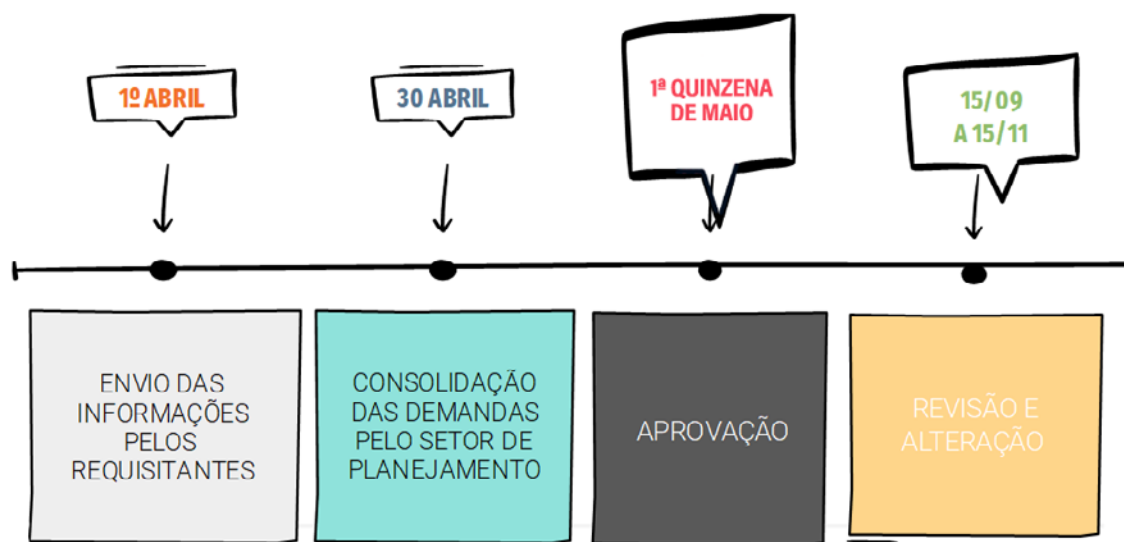 1º ABRIL
30 ABRIL
1ª QUINZENA
DE MAIO
15/09
A 15/11
ENVIO DAS
INFORMAÇÕES
PELOS
REQUISITANTES
CONSOLIDAÇÃO
DAS DEMANDAS
PELO SETOR DE
PLANEJAMENTO
APROVAÇÃO
REVISÃO E
ALTERAÇÃO